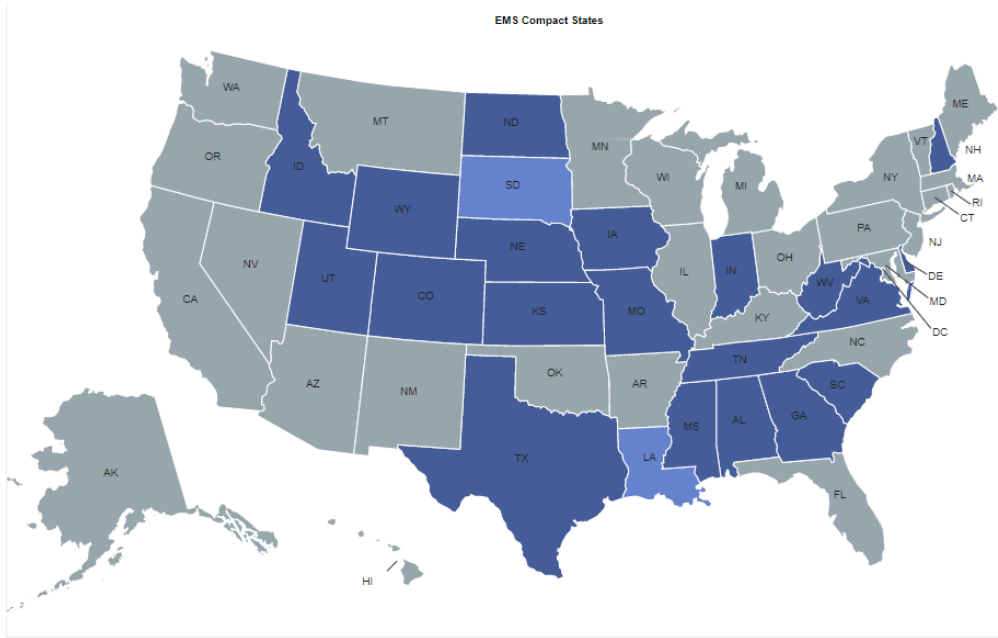 EMS Compact States
WA
MT
ND
MN
ME
VT
NH
OR
ID
SD
WI
MI
NY
MA
RI
CT
WY
IA
PA
NJ
NV
UT
NE
IL
IN
OH
DE
MD
DC
CA
CO
KS
MO
KY
WV
VA
AZ
NM
OK
AR
TN
NC
SC
TX
LA
MS
AL
GA
FL
AK
HI